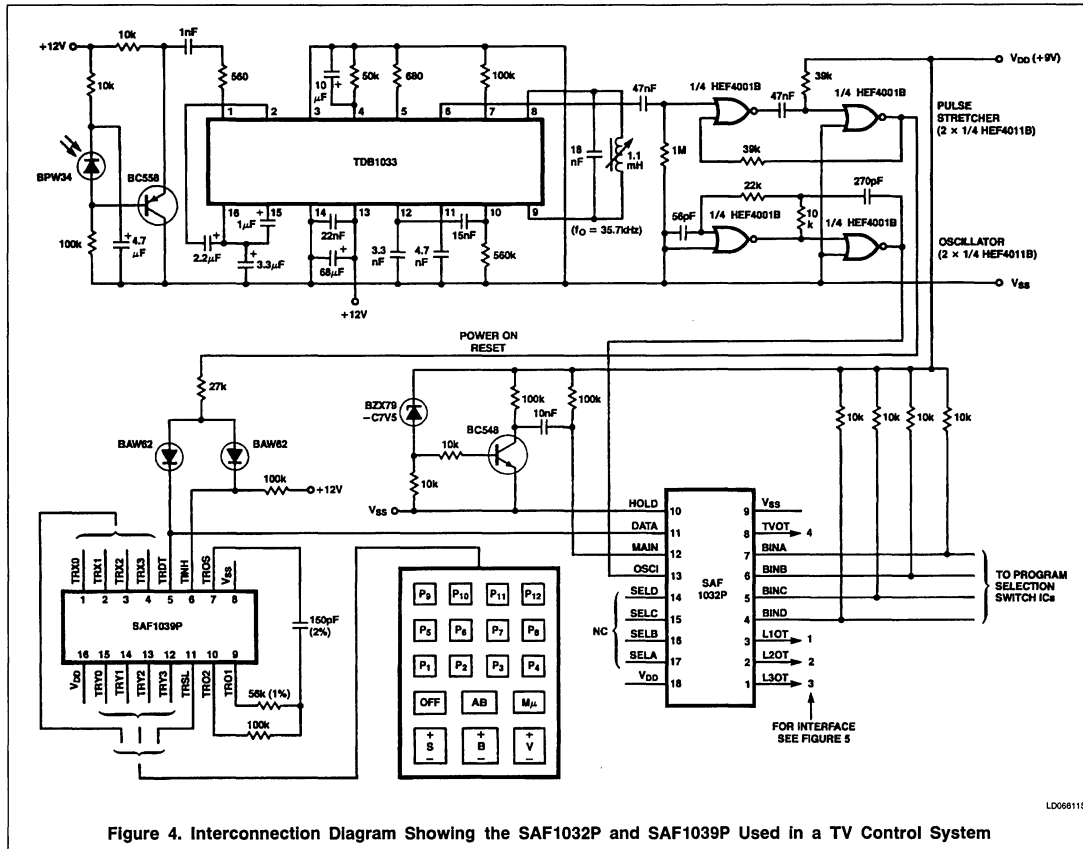 +12V
10k
1nF
10k
560
BPW34
BC558
100k
4.7 µF
10 µF
50k
680
100k
1 2 3 4 5 6 7 8
TDB1033
16 15 14 13 12 11 10 9
1µF
2.2µF
3.3µF
22nF
68µF
+12V
3.3 nF
4.7 nF
15nF
560k
18 nF
1.1 mH
(fO = 35.7kHz)
47nF
1M
1/4 HEF4001B
47nF
39k
1/4 HEF4001B
39k
VDD (+9V)
PULSE
STRETCHER
(2 × 1/4 HEF4011B)
56pF
22k
1/4 HEF4001B
10 k
270pF
1/4 HEF4001B
OSCILLATOR
(2 × 1/4 HEF4011B)
VSS
POWER ON
RESET
27k
BAW62
BAW62
100k
+12V
BZX79
–C7V5
10k
10k
VSS
BC548
100k
10nF
100k
10k
10k
10k
10k
TRX0
TRX1
TRX2
TRX3
TRDT
TINH
TROS
VSS
1 2 3 4 5 6 7 8
SAF1039P
16 15 14 13 12 11 10 9
VDD
TRY0
TRY1
TRY2
TRY3
TRSL
TRO2
TRO1
150pF
(2%)
56k (1%)
100k
P9 P10 P11 P12
P5 P6 P7 P8
P1 P2 P3 P4
OFF AB Mµ
+ + +
S B V
– – –
HOLD 10
DATA 11
MAIN 12
OSCI 13
SELD 14
SELC 15
SELB 16
SELA 17
VDD 18
NC
SAF
1032P
9 VSS
8 TVOT 4
7 BINA
6 BINB
5 BINC
4 BIND
3 L1OT 1
2 L2OT 2
1 L3OT 3
TO PROGRAM
SELECTION
SWITCH ICs
FOR INTERFACE
SEE FIGURE 5
LD06611S
Figure 4. Interconnection Diagram Showing the SAF1032P and SAF1039P Used in a TV Control System